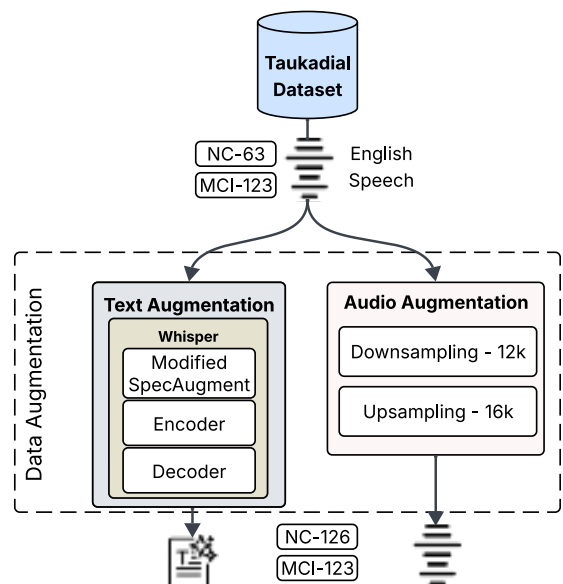 Taukadial
Dataset
NC-63
MCI-123
English
Speech
Data Augmentation
Text Augmentation
Whisper
Modified
SpecAugment
Encoder
Decoder
Audio Augmentation
Downsampling - 12k
Upsampling - 16k
T
NC-126
MCI-123